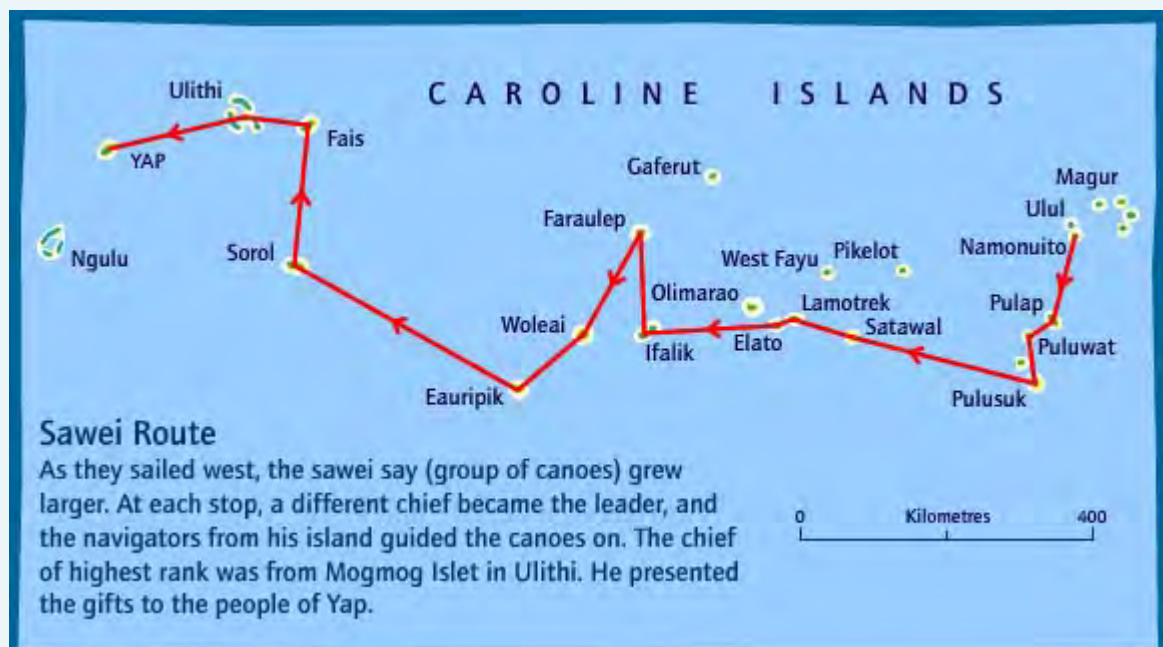 CAROLINE ISLANDS
Ulithi
Fais
YAP
Gaferut
Magur
Ulul
Faraulep
Namonuito
Ngulu
Sorol
West Fayu
Pikelot
Olimarao
Lamotrek
Pulap
Woleai
Satawal
Ifalik
Elato
Puluwat
Eauripik
Pulusuk
Sawei Route
As they sailed west, the sawei say (group of canoes) grew
larger. At each stop, a different chief became the leader, and
the navigators from his island guided the canoes on. The chief
of highest rank was from Mogmog Islet in Ulithi. He presented
the gifts to the people of Yap.
0 Kilometres 400